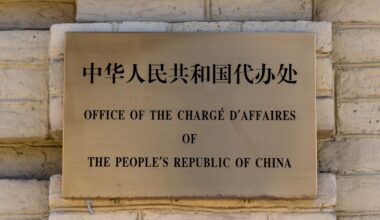 中华人民共和国代办处
OFFICE OF THE CHARGÉ D'AFFAIRES
OF
THE PEOPLE'S REPUBLIC OF CHINA